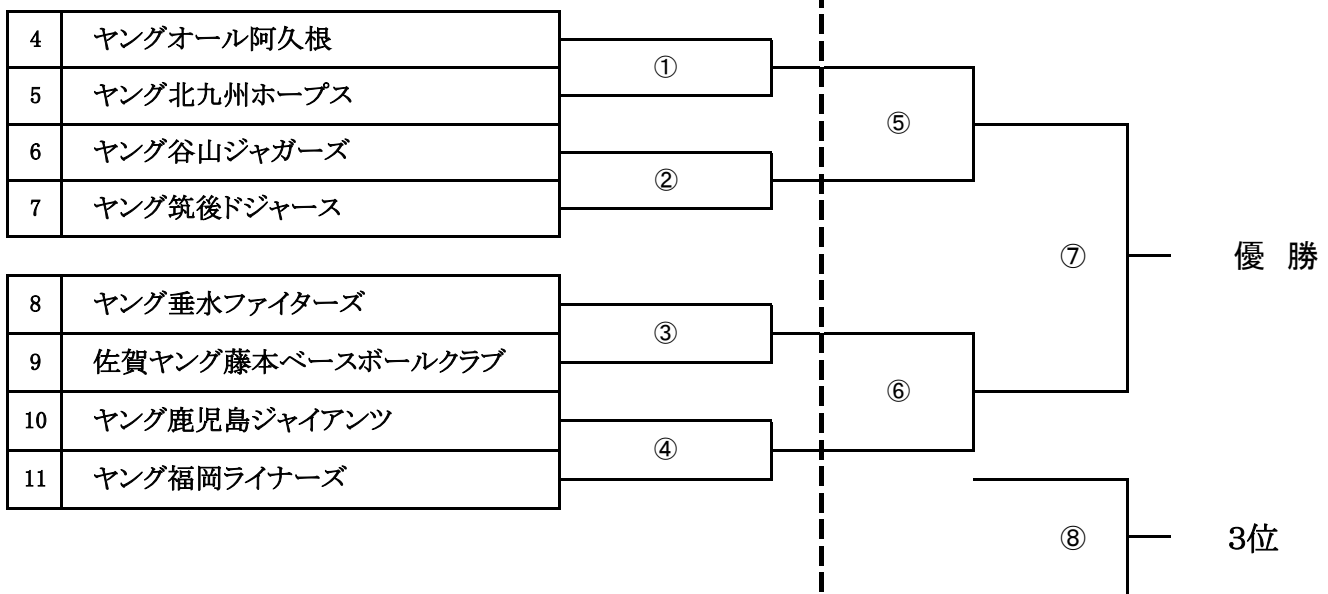 4 ヤングオール阿久根
①
5 ヤング北九州ホープス
⑤
6 ヤング谷山ジャガーズ
②
7 ヤング筑後ドジャース
⑦ 優 勝
8 ヤング垂水ファイターズ
③
9 佐賀ヤング藤本ベースボールクラブ
⑥
10 ヤング鹿児島ジャイアンツ
④
11 ヤング福岡ライナーズ
⑧ 3位